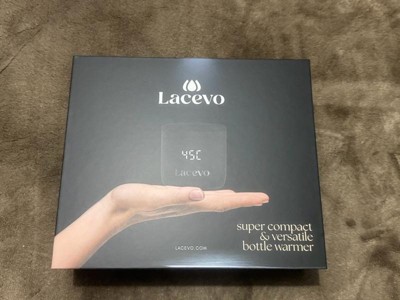 Lacevo
45C
Lacevo
super compact
& versatile
bottle warmer
LACEVO.COM